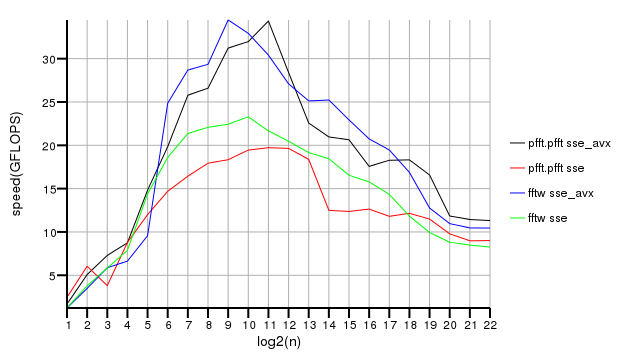 30
25
20
15
10
5
speed(GFLOPS)
1 2 3 4 5 6 7 8 9 10 11 12 13 14 15 16 17 18 19 20 21 22
log2(n)
pfft.pfft sse_avx
pfft.pfft sse
fftw sse_avx
fftw sse